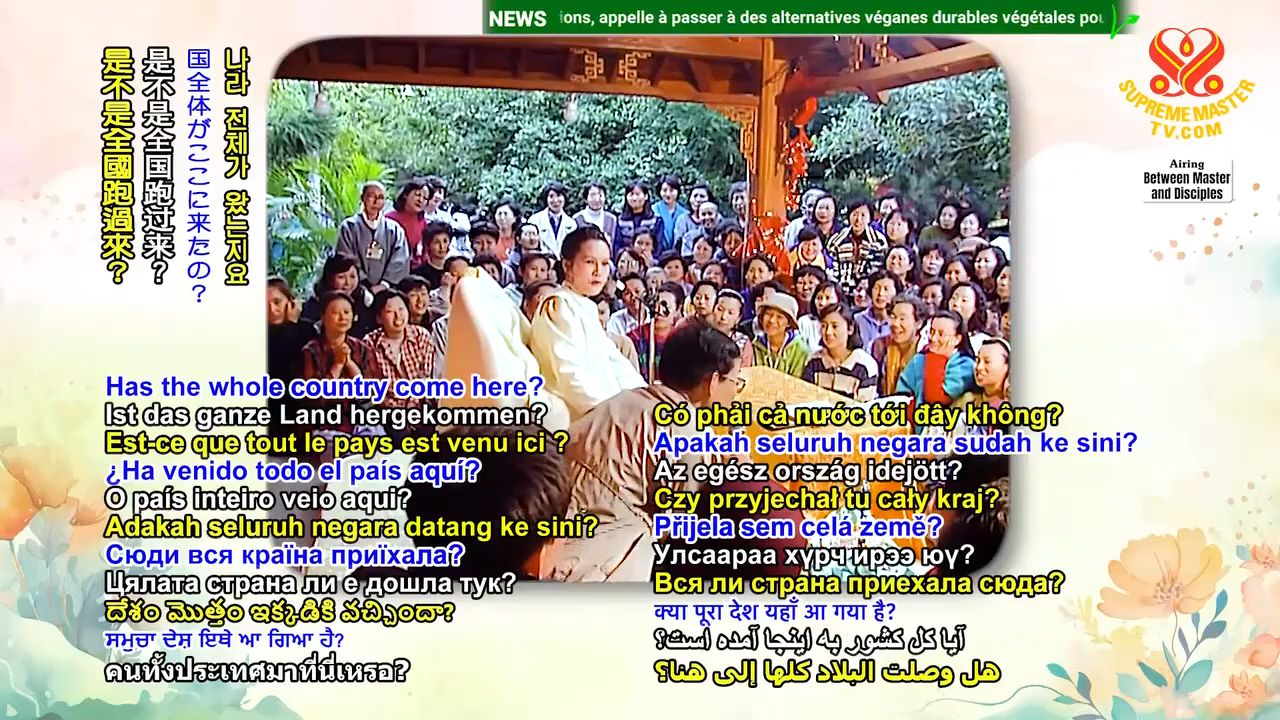 NEWS ions, appelle à passer à des alternatives véganes durables végétales pou
SUPREME MASTER
TV.COM
Airing
Between Master
and Disciples
나라 전체가 왔는지요
国全体がここに来たの？
是不是全国跑过来？
是不是全國跑過來？
Has the whole country come here?
Ist das ganze Land hergekommen?
Est-ce que tout le pays est venu ici ?
¿Ha venido todo el país aquí?
O país inteiro veio aqui?
Adakah seluruh negara datang ke sini?
Сюди вся країна приїхала?
Цялата страна ли е дошла тук?
దేశం మొత్తం ఇక్కడికి వచ్చిందా?
ਸਮੁਚਾ ਦੇਸ਼ ਇਥੇ ਆ ਗਿਆ ਹੈ?
คนทั้งประเทศมาที่นี่เหรอ?
Có phải cả nước tới đây không?
Apakah seluruh negara sudah ke sini?
Az egész ország idejött?
Czy przyjechał tu cały kraj?
Přijela sem celá země?
Улсаараа хүрч ирээ юү?
Вся ли страна приехала сюда?
क्या पूरा देश यहाँ आ गया है?
آیا کل کشور به اینجا آمده است؟
هل وصلت البلاد كلها إلى هنا؟